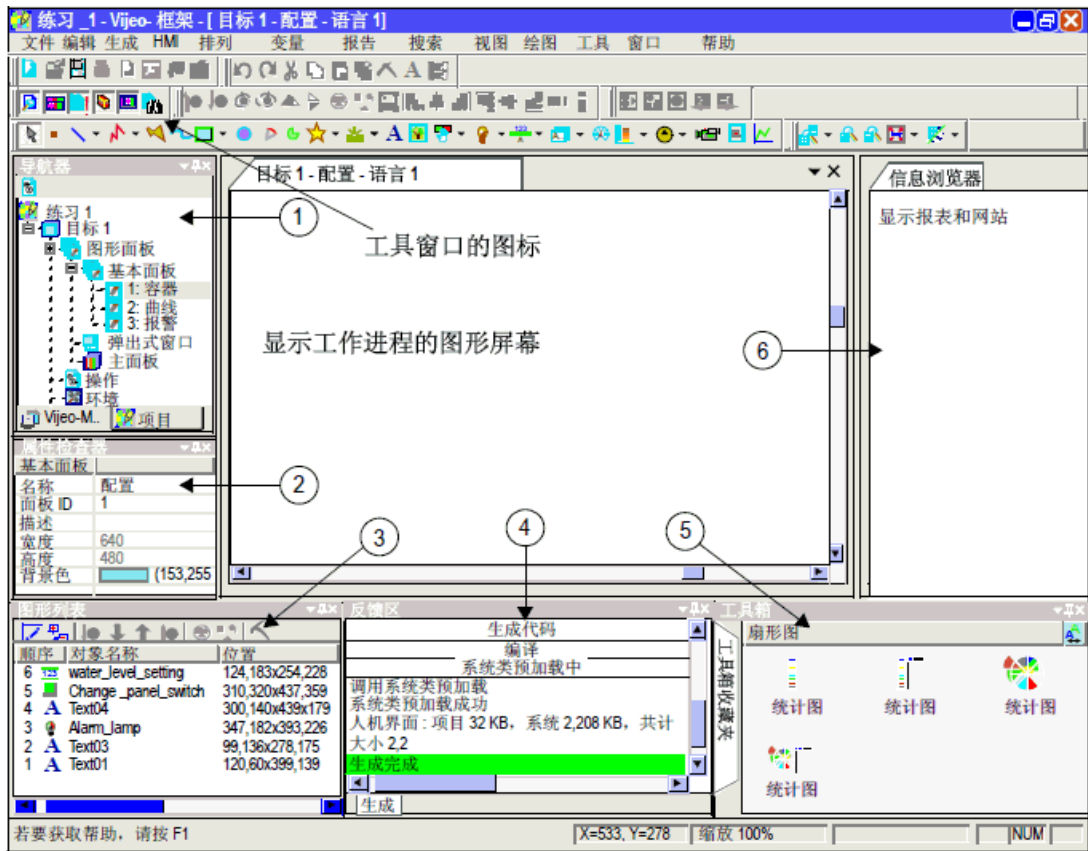 练习 _1 - Vijeo- 框架 - [ 目标 1 - 配置 - 语言 1]
文件 编辑 生成 HMI 排列 变量 报告 搜索 视图 绘图 工具 窗口 帮助
导航器
练习 1
目标 1
图形面板
基本面板
1: 容器
2: 曲线
3: 报警
弹出式窗口
主面板
操作
环境
Vijeo-M.. 项目
1
目标 1 - 配置 - 语言 1
工具窗口的图标
显示工作进程的图形屏幕
信息浏览器
显示报表和网站
6
属性检查器
基本面板
名称 配置
面板 ID 1
描述
宽度 640
高度 480
背景色 (153,255
2
3
4
5
图形列表
顺序 对象名称 位置
6 123 water_level_setting 124,183x254,228
5 Change _panel_switch 310,320x437,359
4 A Text04 300,140x439x179
3 Alarm_lamp 347,182x393,226
2 A Text03 99,136x278,175
1 A Text01 120,60x399,139
反馈区
生成代码
编译
系统类预加载中
调用系统类预加载
系统类预加载成功
人机界面 : 项目 32 KB，系统 2,208 KB，共计
大小 2,2
生成完成
生成
工具箱
工具箱收藏夹
扇形图
统计图 统计图 统计图
统计图
若要获取帮助，请按 F1
X=533, Y=278 缩放 100% NUM